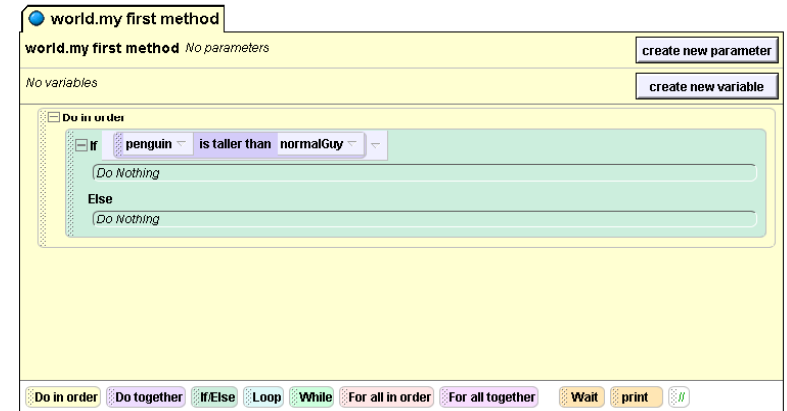 world.my first method
world.my first method No parameters create new parameter
No variables create new variable
Do in order
If penguin is taller than normalGuy
Do Nothing
Else
Do Nothing
Do in order Do together If/Else Loop While For all in order For all together Wait print //